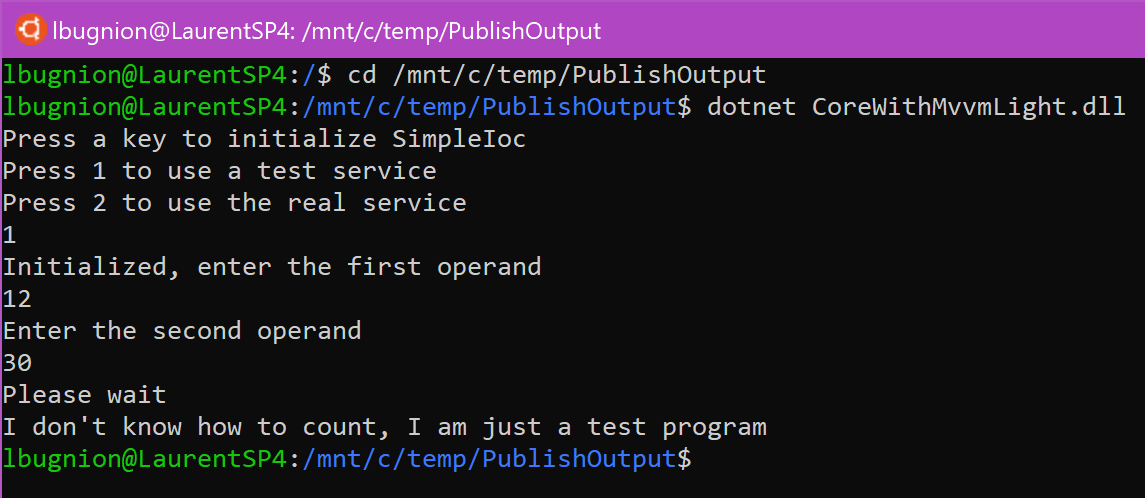 lbugnion@LaurentSP4: /mnt/c/temp/PublishOutput
lbugnion@LaurentSP4:/$ cd /mnt/c/temp/PublishOutput
lbugnion@LaurentSP4:/mnt/c/temp/PublishOutput$ dotnet CoreWithMvvmLight.dll
Press a key to initialize SimpleIoc
Press 1 to use a test service
Press 2 to use the real service
1
Initialized, enter the first operand
12
Enter the second operand
30
Please wait
I don't know how to count, I am just a test program
lbugnion@LaurentSP4:/mnt/c/temp/PublishOutput$